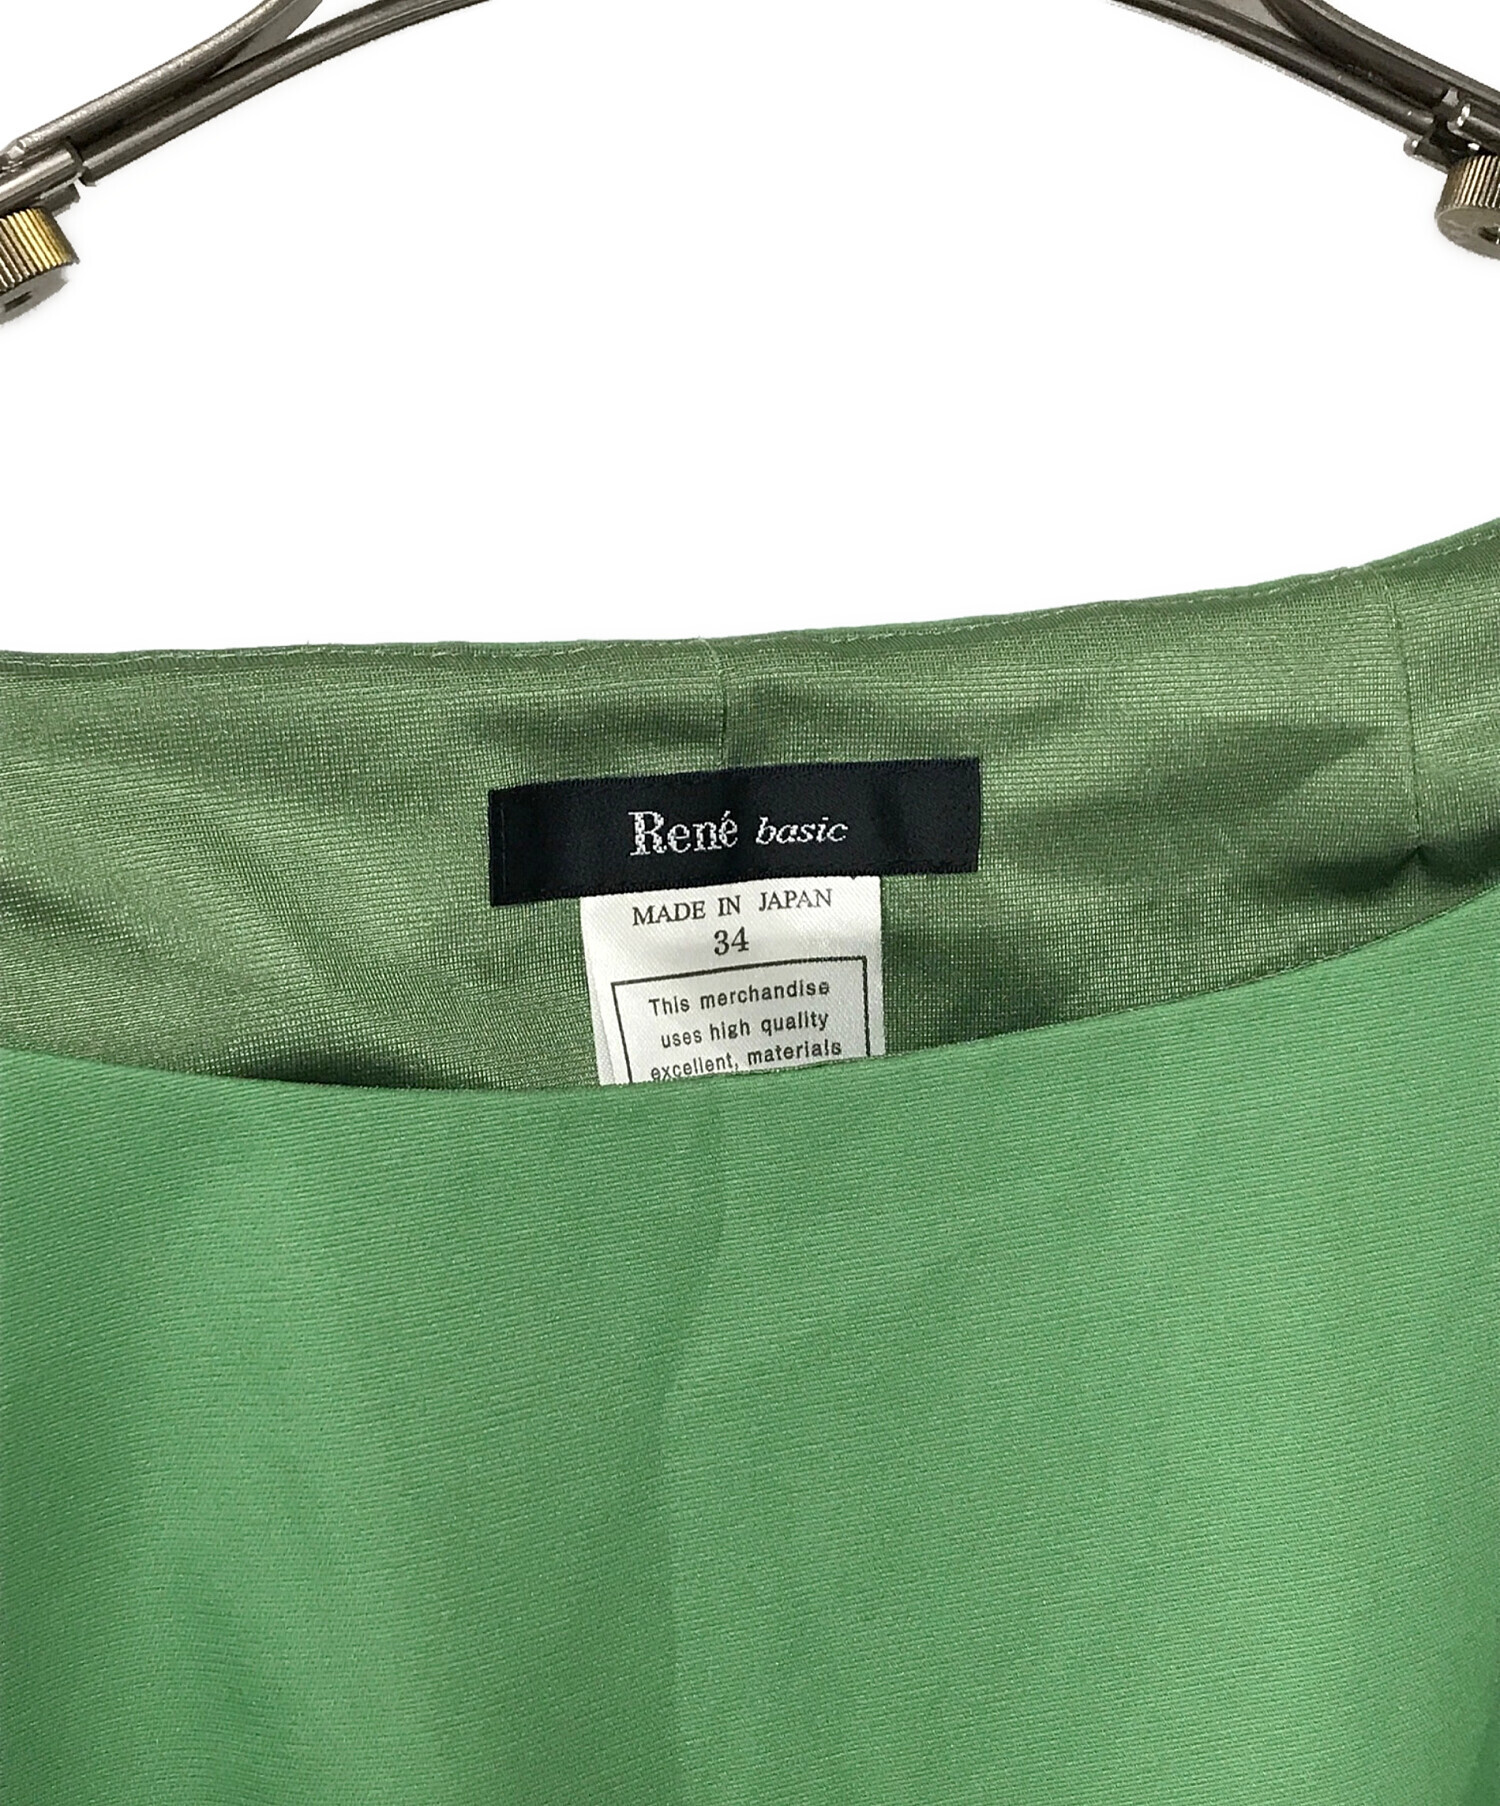 René basic
MADE IN JAPAN
34
This merchandise
uses high quality
excellent, materials